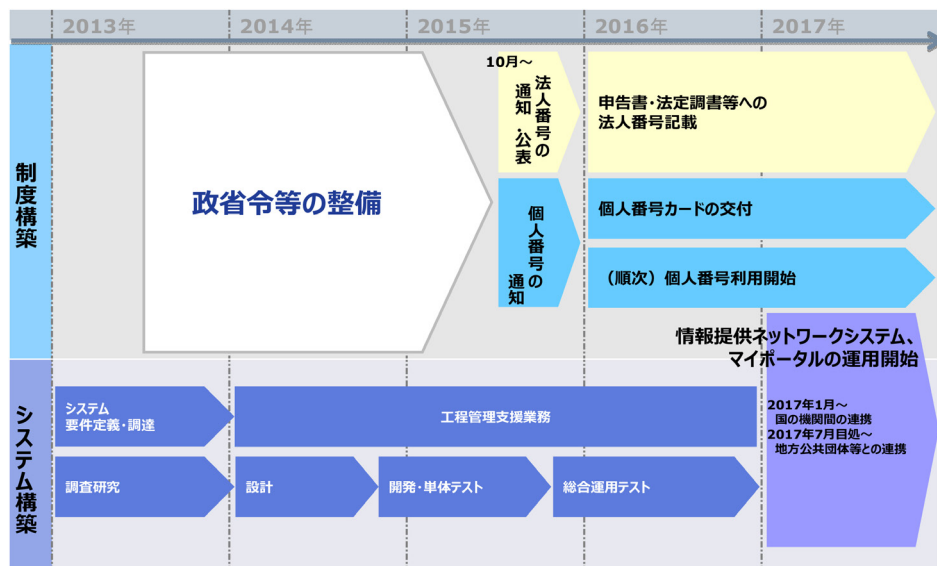 2013年
2014年
2015年
2016年
2017年
制度構築
政省令等の整備
10月～
法人番号の
通知・公表
申告書・法定調書等への
法人番号記載
個人番号の
通知
個人番号カードの交付
（順次）個人番号利用開始
情報提供ネットワークシステム、
マイポータルの運用開始
2017年1月～
国の機関間の連携
2017年7月目処～
地方公共団体等との連携
システム構築
システム
要件定義・調達
工程管理支援業務
調査研究
設計
開発・単体テスト
総合運用テスト